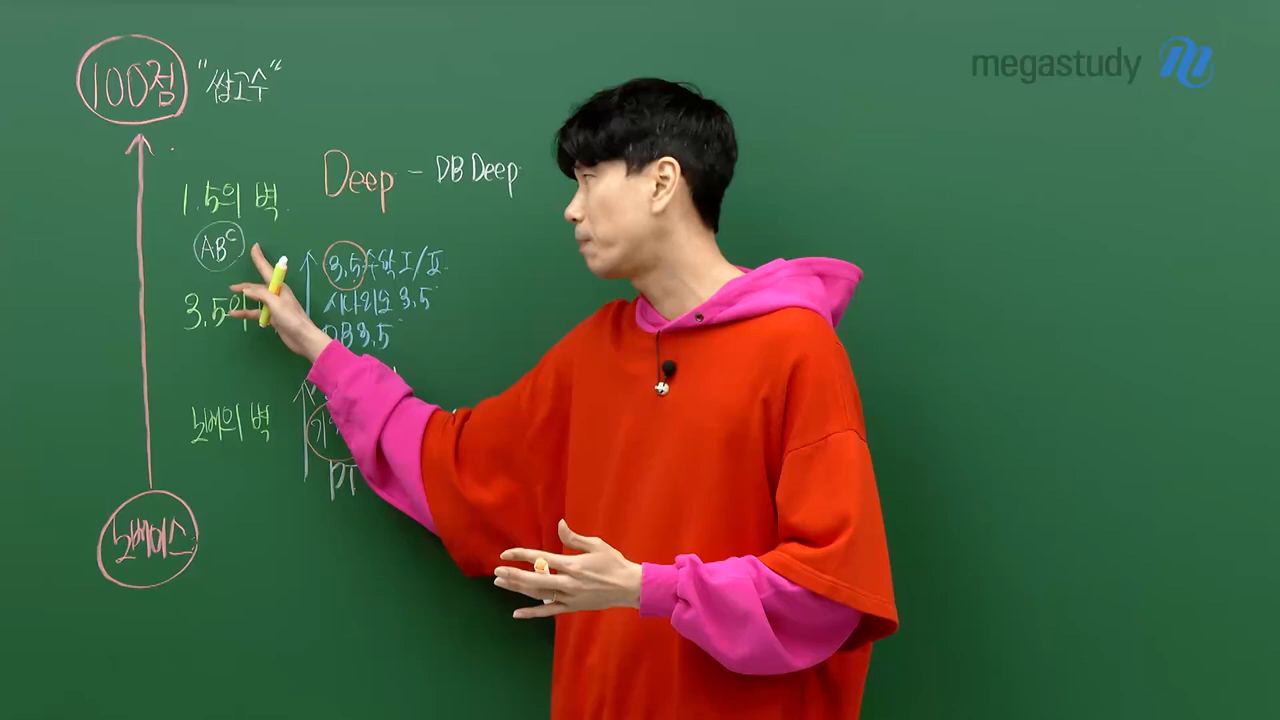 megastudy
100점 "쌉고수"
Deep - DB Deep
1.5의 벽
ABC
3.5 수학 I/II
3.5의
시나리오 3.5
DB 3.5
노베의 벽
PT
노베이스